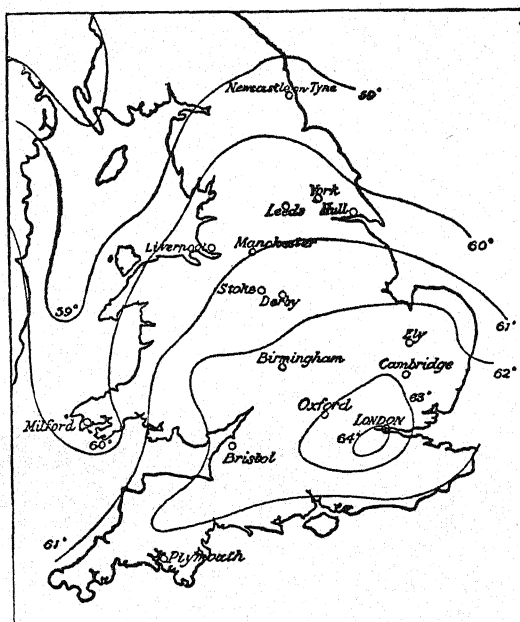 Newcastle on Tyne
59°
York
Leeds
Hull
60°
Liverpool
Manchester
Stoke
Derby
59°
61°
Ely
62°
Birmingham
Cambridge
63°
Oxford
Milford
LONDON
60°
64°
Bristol
61°
Plymouth